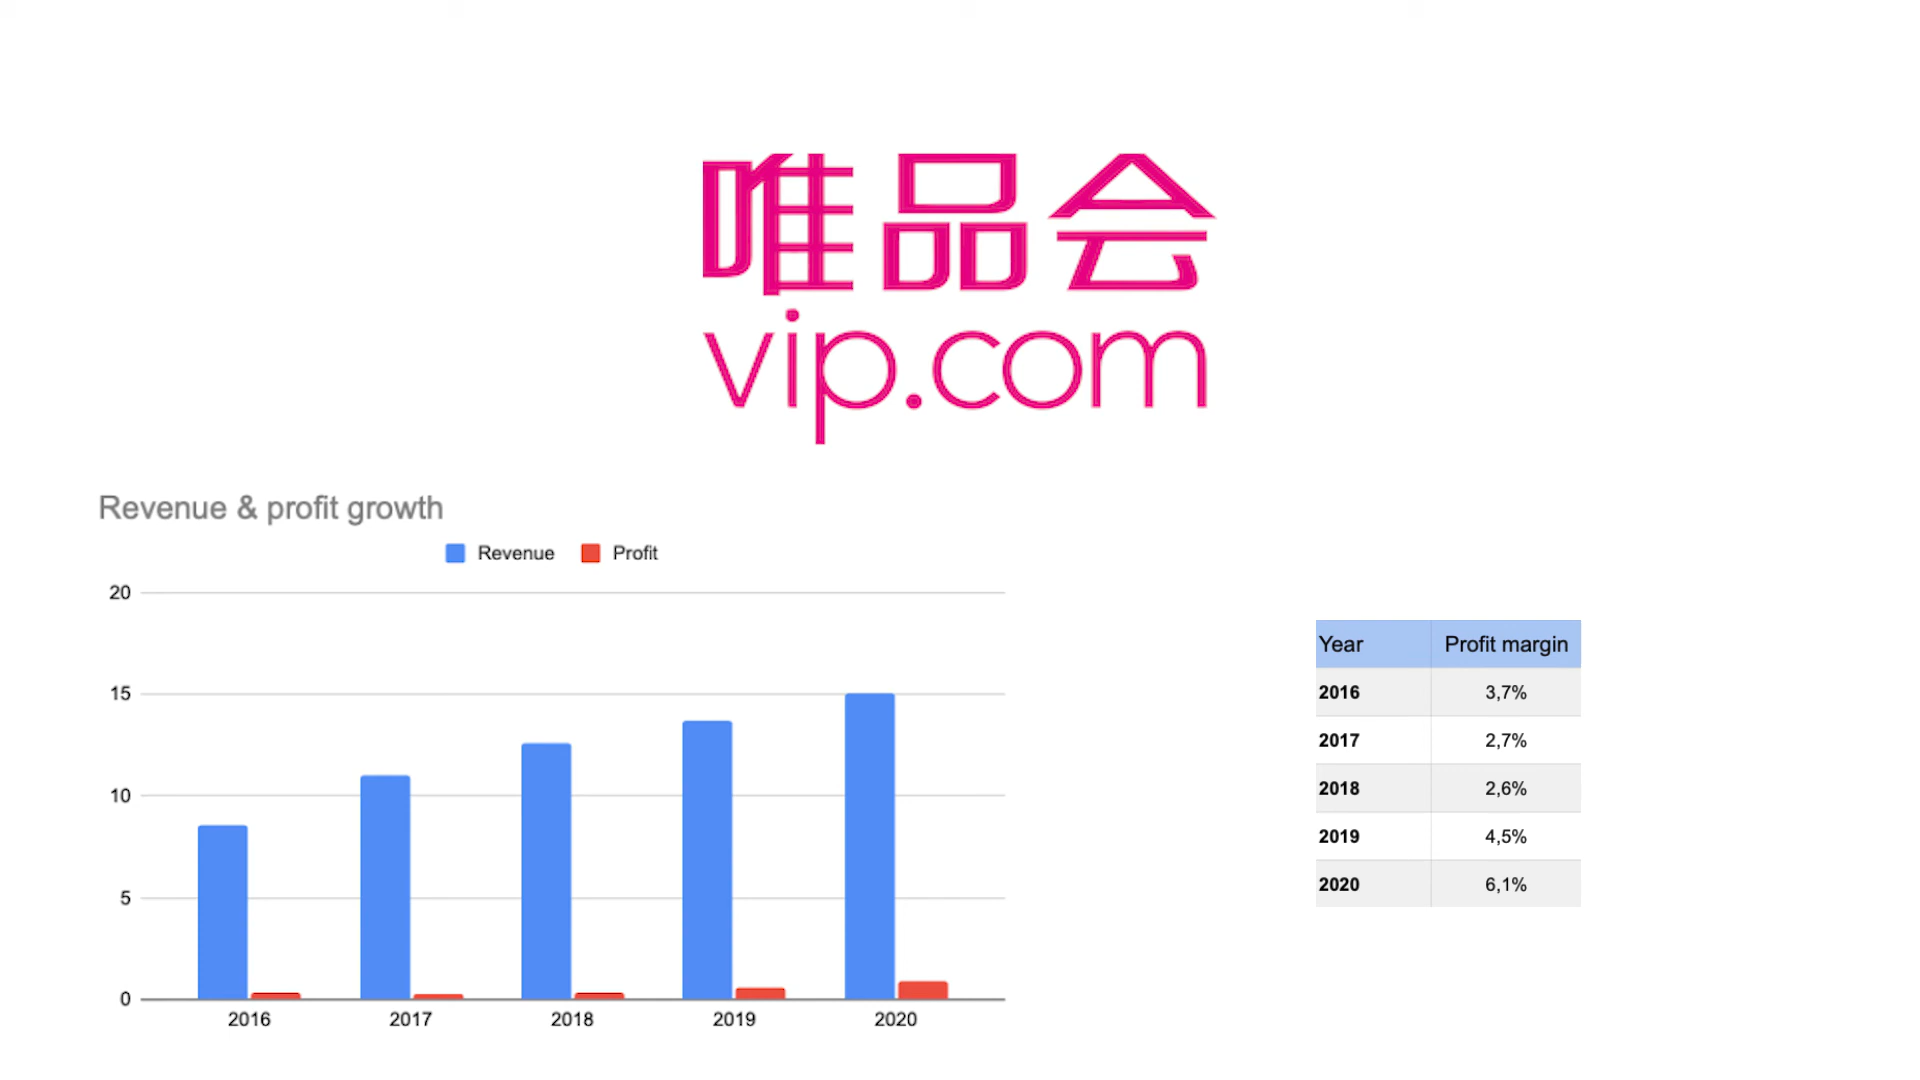 唯品会
vip.com
Revenue & profit growth
Revenue Profit
20
15
10
5
0
2016 2017 2018 2019 2020
Year Profit margin
2016 3,7%
2017 2,7%
2018 2,6%
2019 4,5%
2020 6,1%